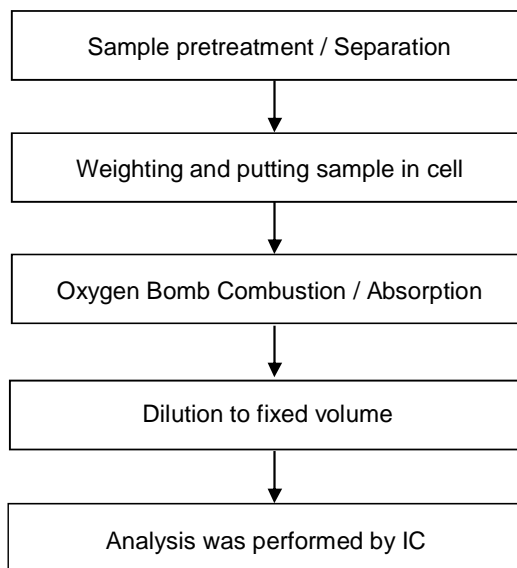 Sample pretreatment / Separation
Weighting and putting sample in cell
Oxygen Bomb Combustion / Absorption
Dilution to fixed volume
Analysis was performed by IC